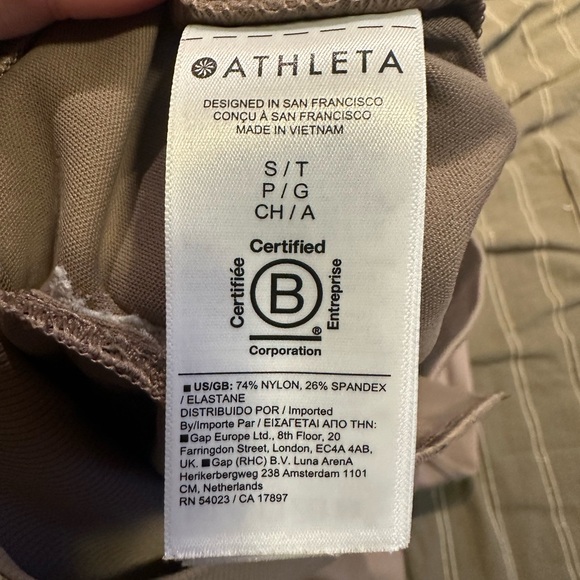 ATHLETA
DESIGNED IN SAN FRANCISCO
CONÇU À SAN FRANCISCO
MADE IN VIETNAM
S / T
P / G
CH / A
Certified
Certifiée
B
Entreprise
®
Corporation
■ US/GB: 74% NYLON, 26% SPANDEX
/ ELASTANE
DISTRIBUIDO POR / Imported
By/Importe Par / ΕΙΣΑΓΕΤΑΙ ΑΠΟ ΤΗΝ:
■ Gap Europe Ltd., 8th Floor, 20
Farringdon Street, London, EC4A 4AB,
UK. ■ Gap (RHC) B.V. Luna ArenA
Herikerbergweg 238 Amsterdam 1101
CM, Netherlands
RN 54023 / CA 17897